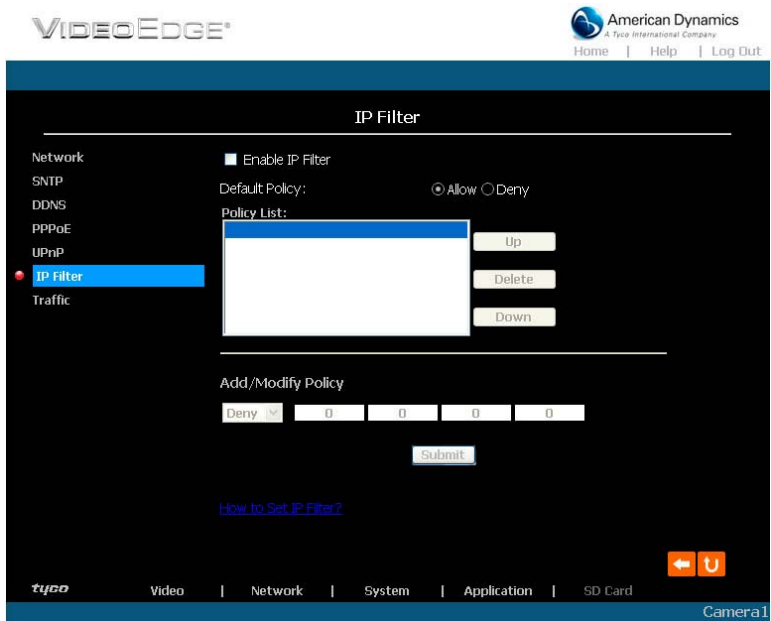 VIDEOEDGE®
American Dynamics
A Tyco International Company
Home | Help | Log Out
IP Filter
Network
SNTP
DDNS
PPPoE
UPnP
IP Filter
Traffic
Enable IP Filter
Default Policy: Allow Deny
Policy List:
Up
Delete
Down
Add/Modify Policy
Deny 0 0 0 0
Submit
How to Set IP Filter?
tyco Video | Network | System | Application | SD Card
Camera1